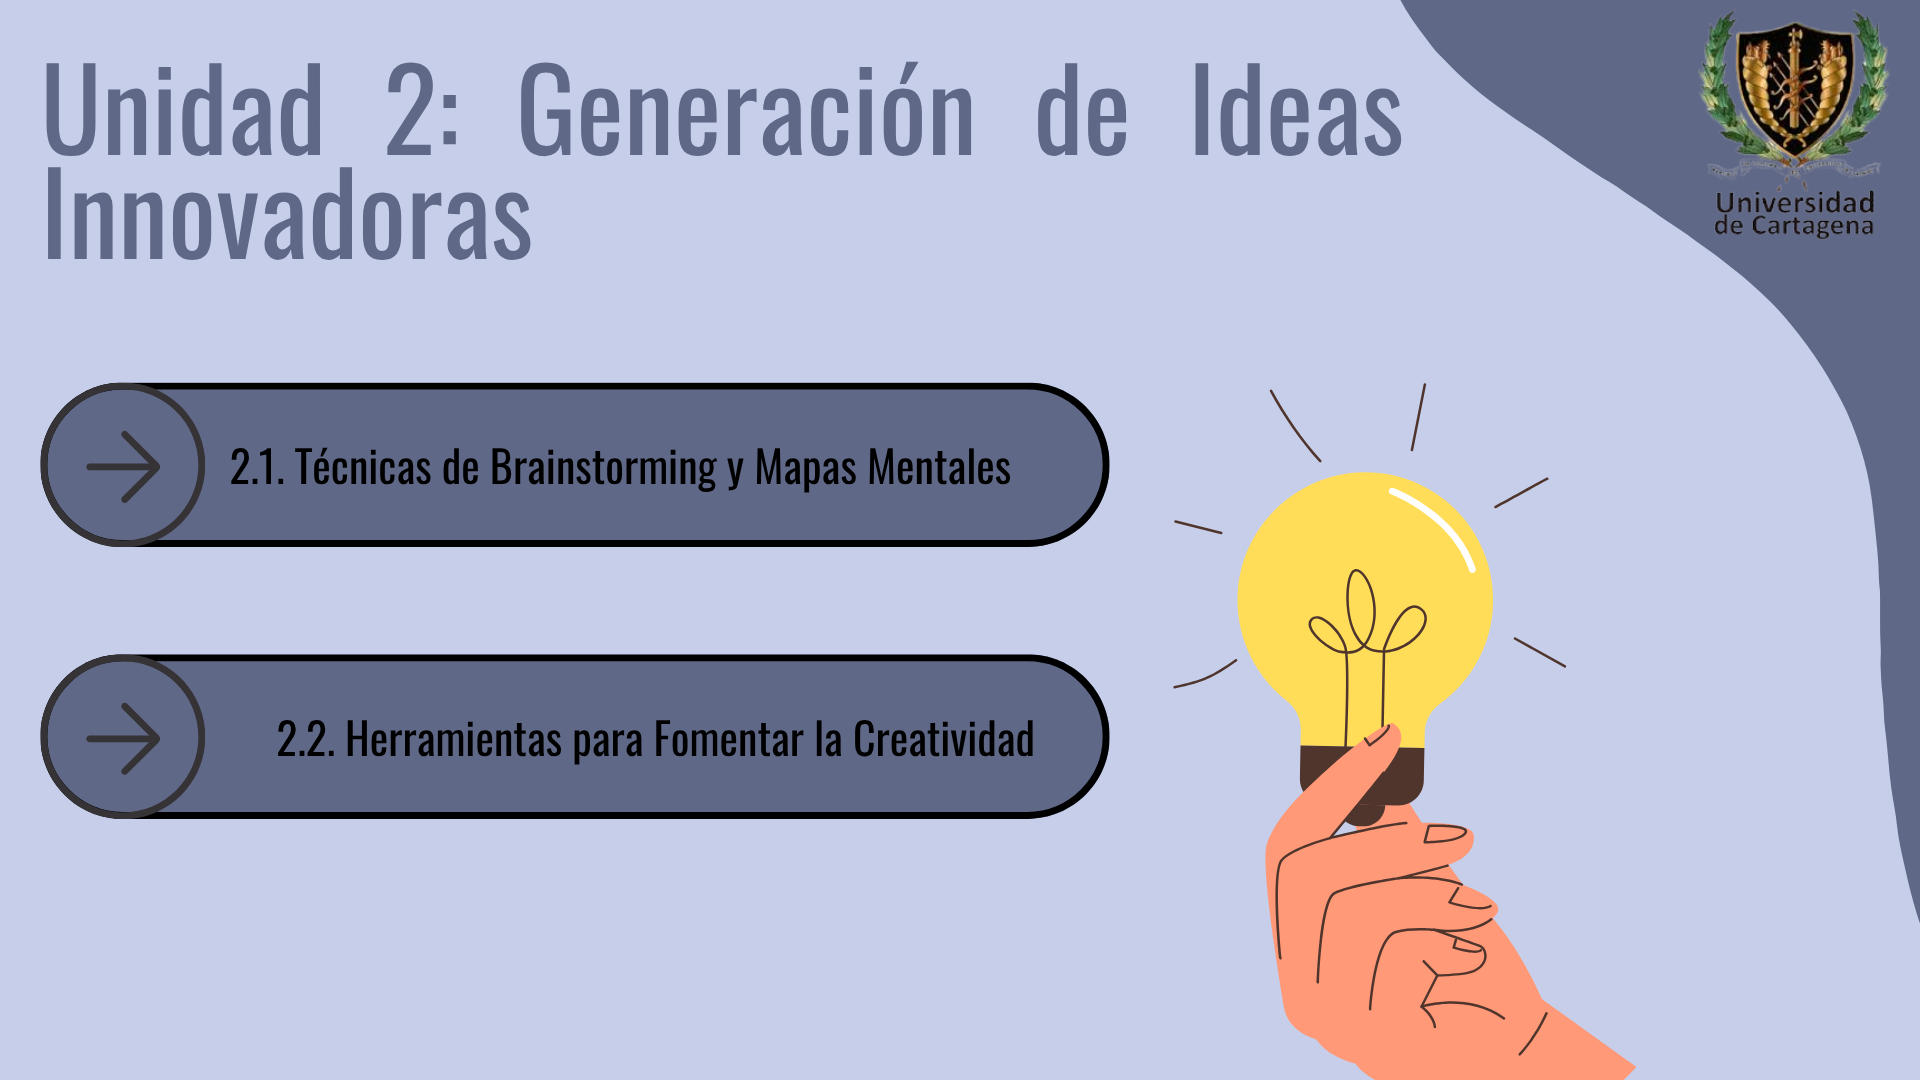 Unidad 2: Generación de Ideas
Innovadoras
Universidad
de Cartagena
2.1. Técnicas de Brainstorming y Mapas Mentales
2.2. Herramientas para Fomentar la Creatividad